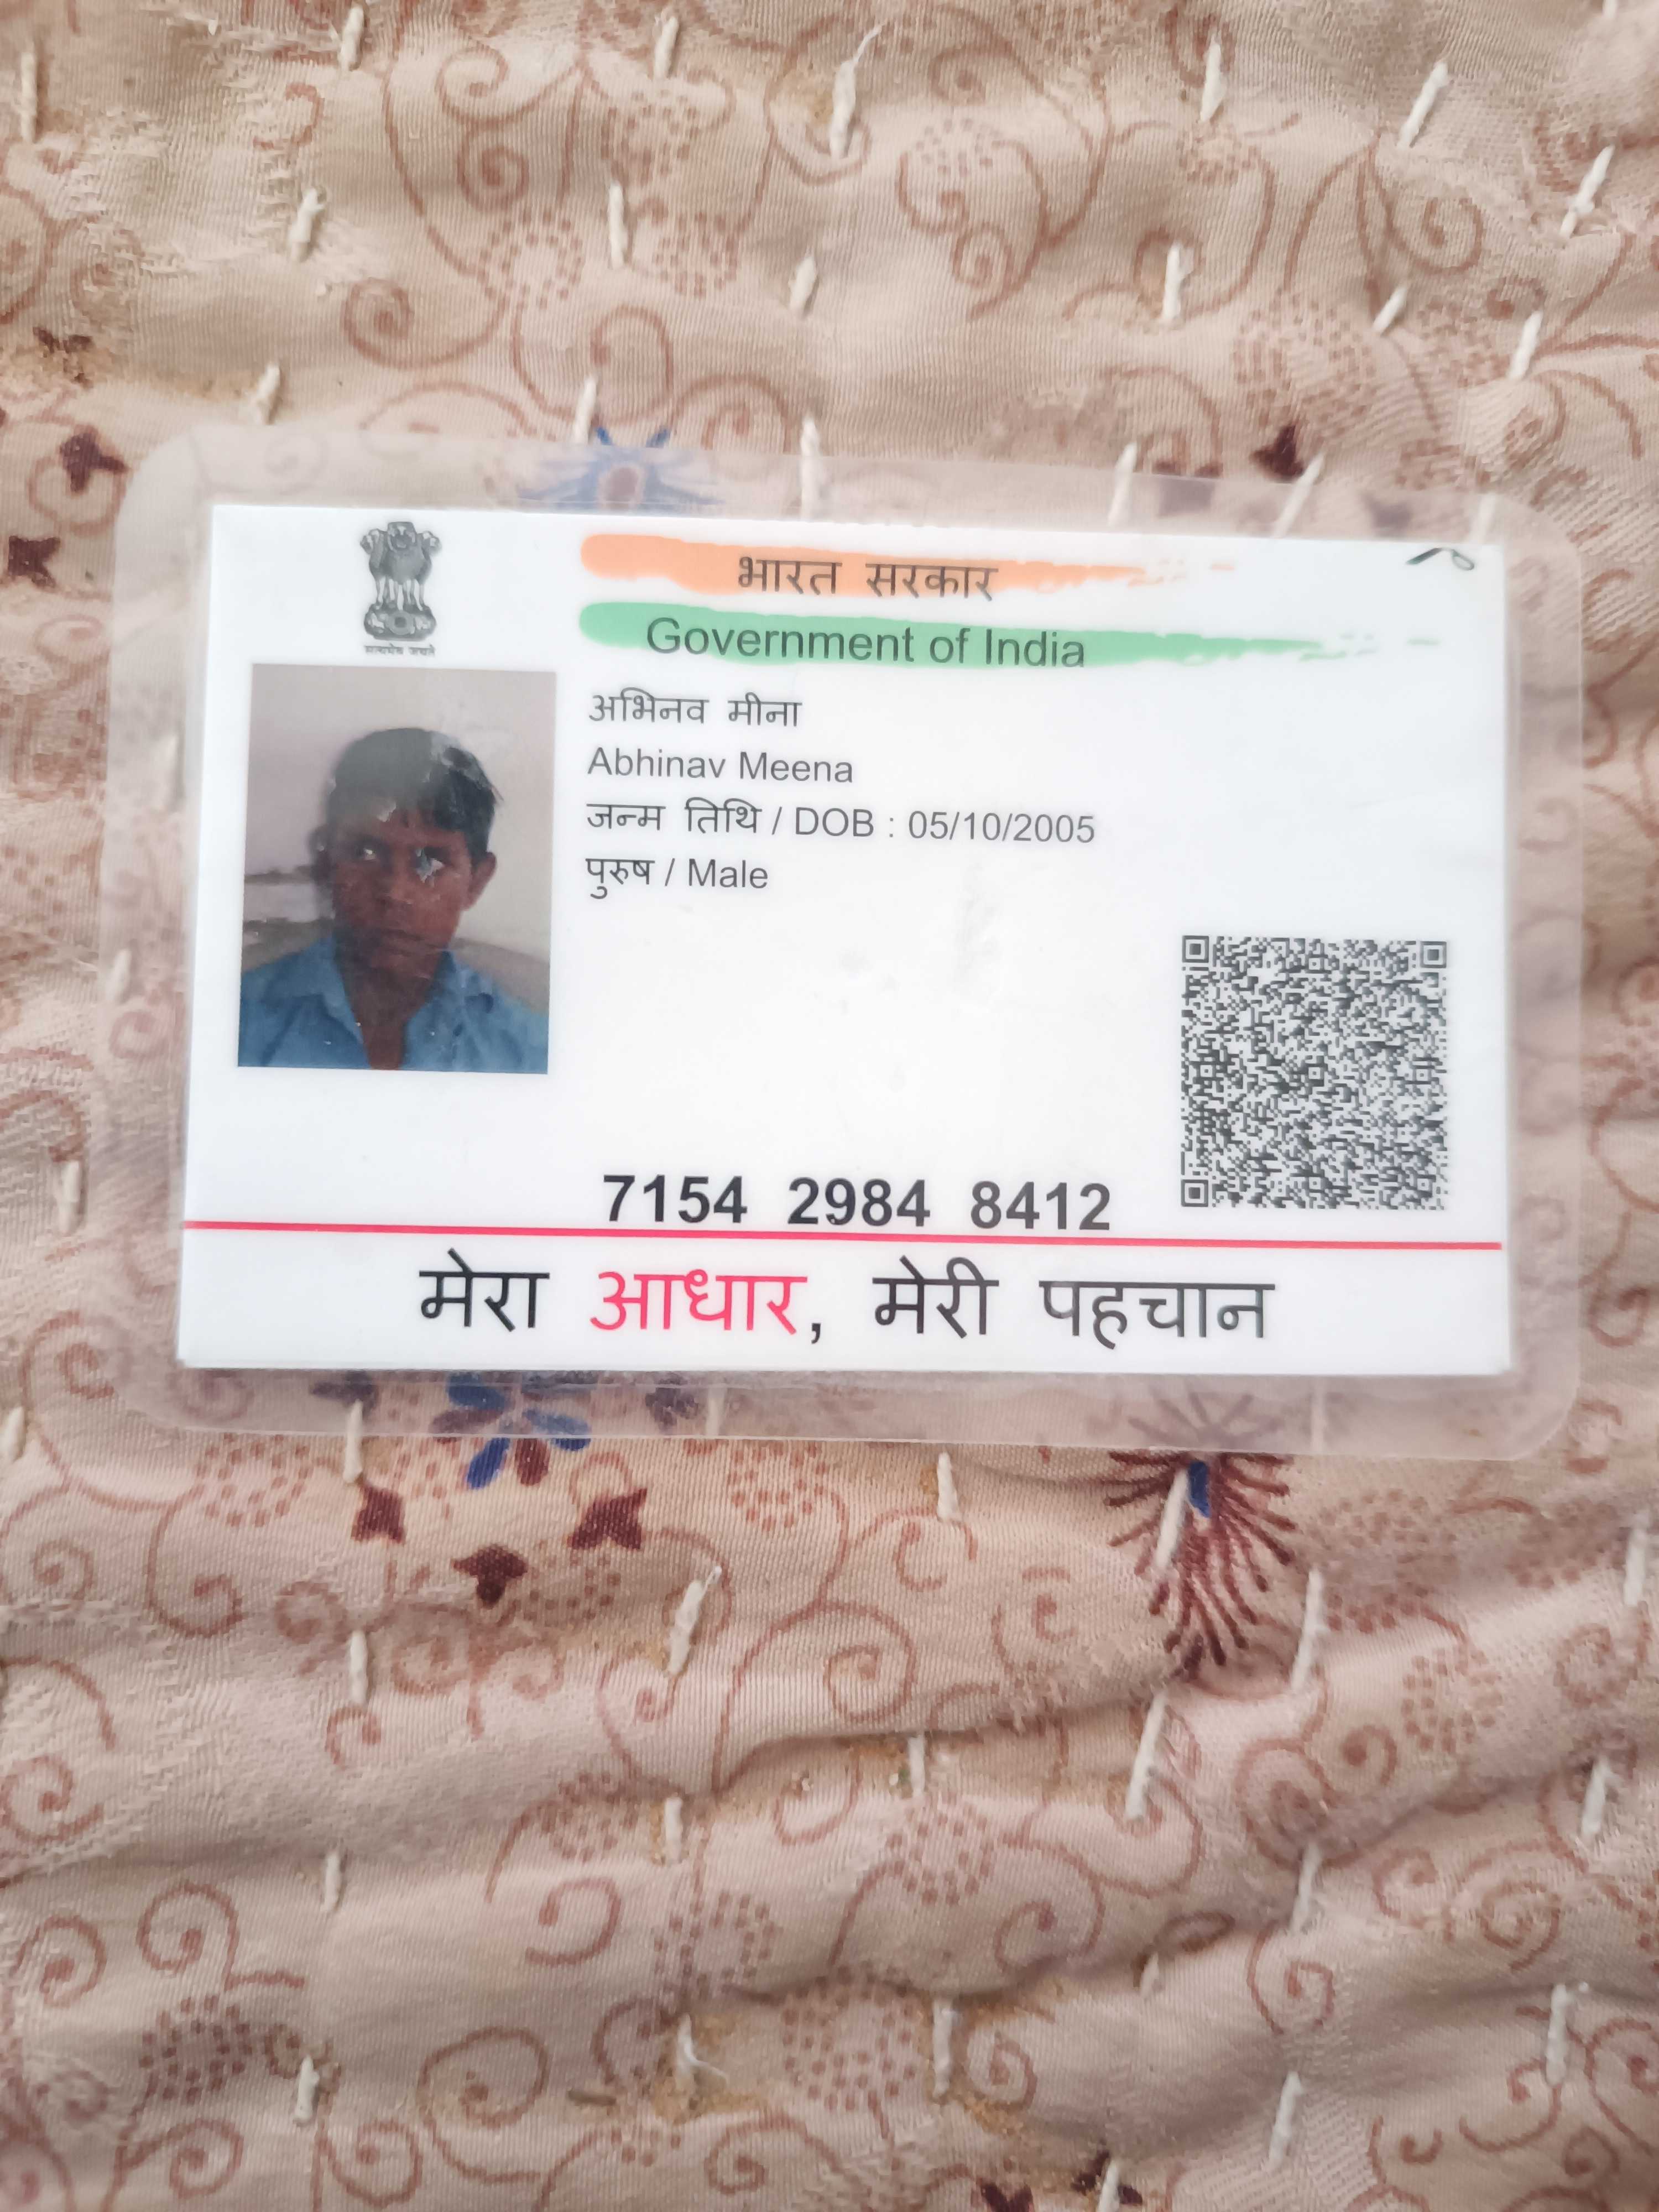 भारत सरकार
Government of India
सत्यमेव जयते
अभिनव मीना
Abhinav Meena
जन्म तिथि / DOB : 05/10/2005
पुरुष / Male
7154 2984 8412
मेरा आधार, मेरी पहचान